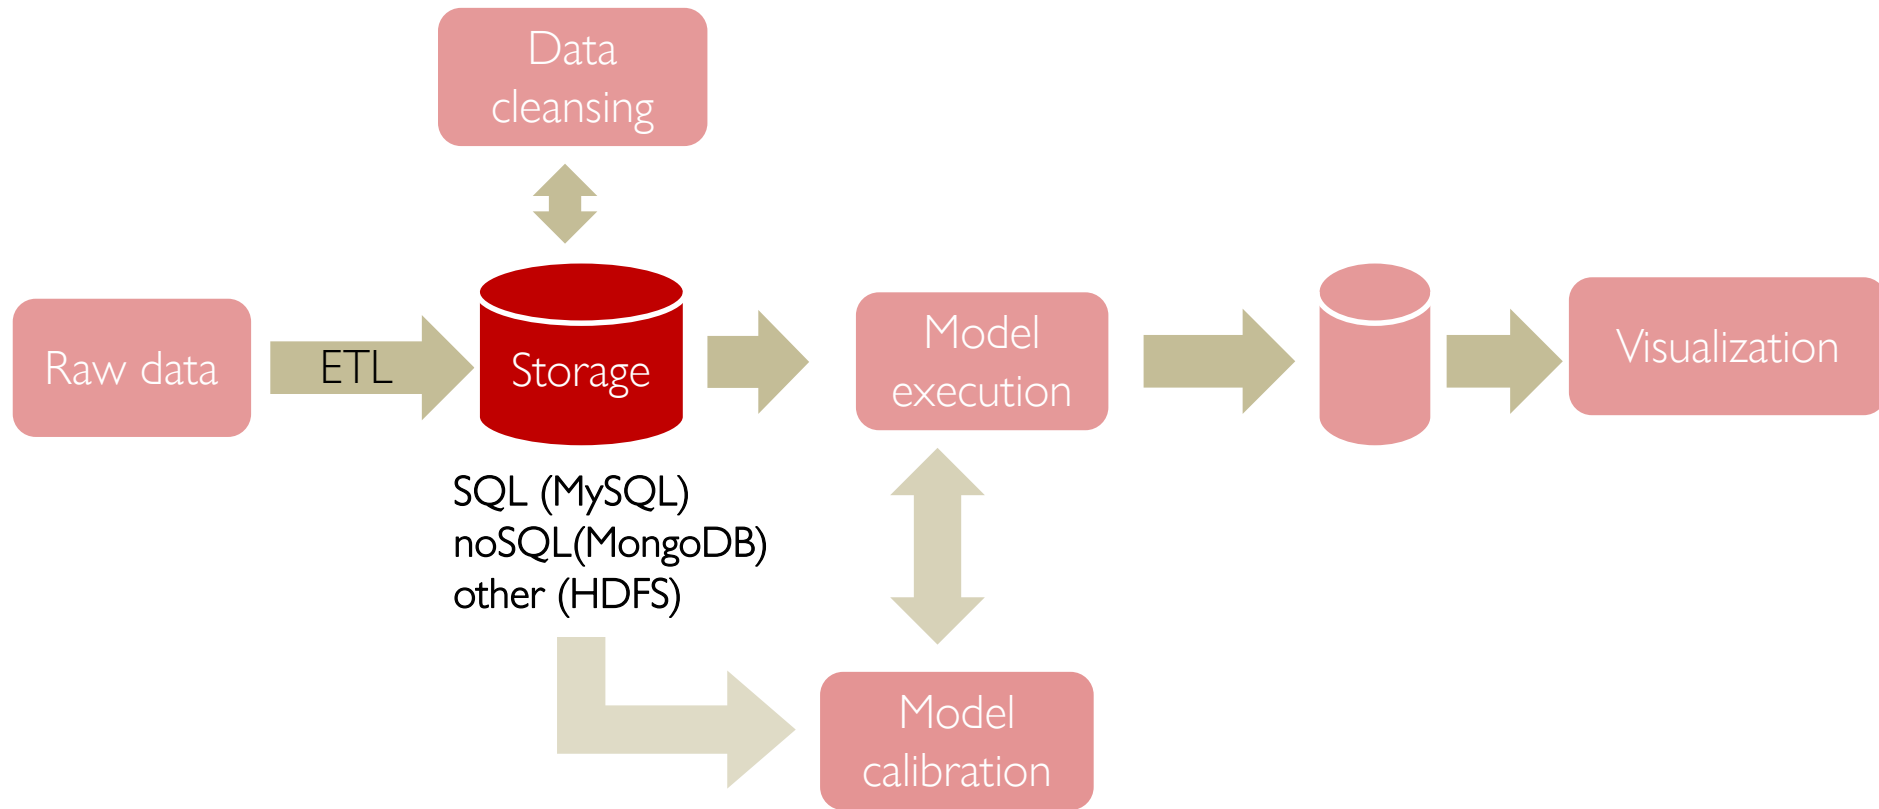 Data
cleansing
Raw data
ETL
Storage
Model
execution
Visualization
SQL (MySQL)
noSQL(MongoDB)
other (HDFS)
Model
calibration